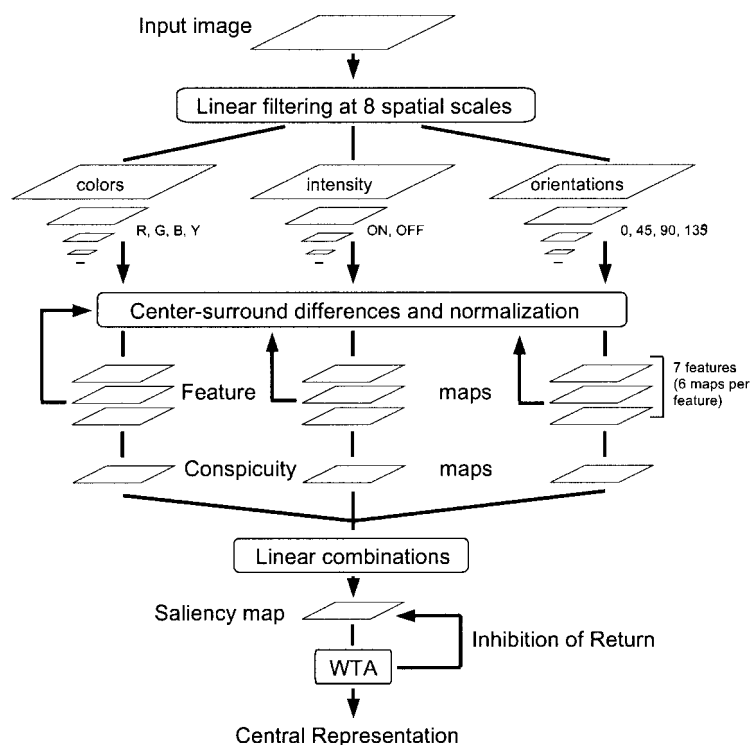 Input image
Linear filtering at 8 spatial scales
colors
intensity
orientations
R, G, B, Y
ON, OFF
0, 45, 90, 135°
Center-surround differences and normalization
7 features
(6 maps per
feature)
Feature
maps
Conspicuity
maps
Linear combinations
Saliency map
Inhibition of Return
WTA
Central Representation